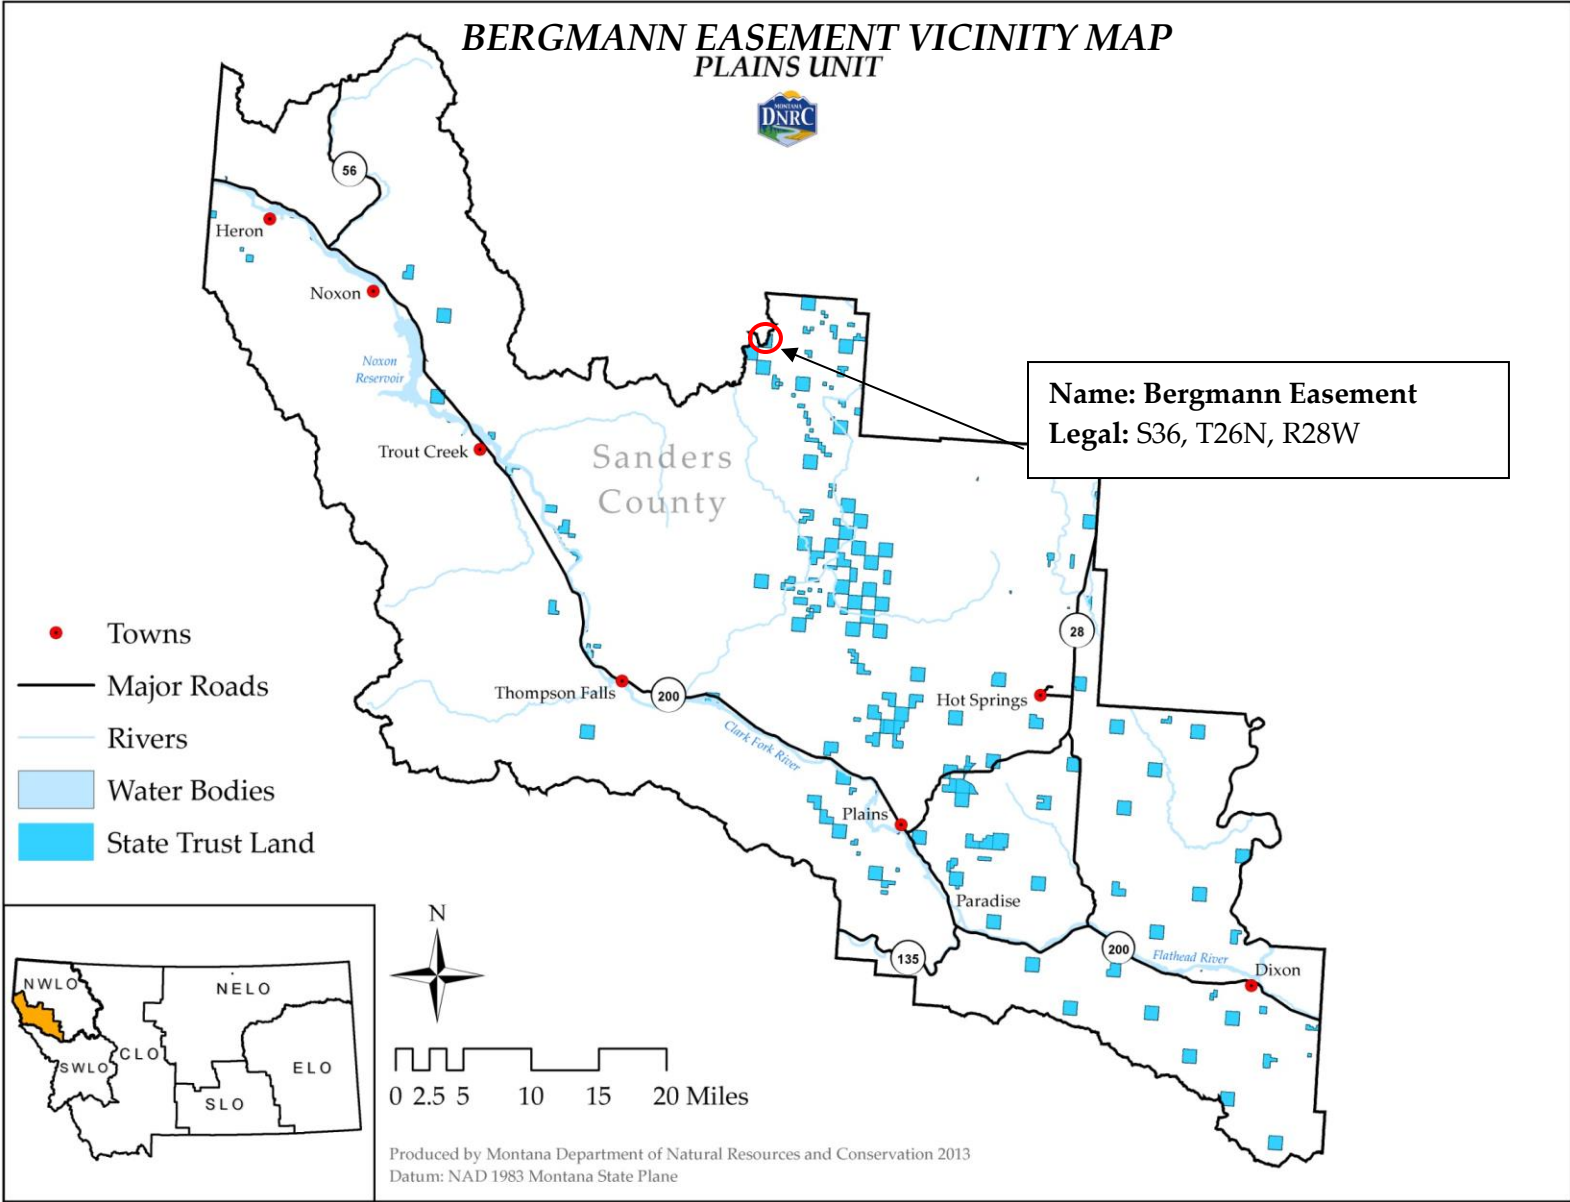 BERGMANN EASEMENT VICINITY MAP
PLAINS UNIT
MONTANA
DNRC
56
Heron
Noxon
Noxon
Reservoir
Name: Bergmann Easement
Legal: S36, T26N, R28W
Trout Creek
Sanders
County
28
Towns
Major Roads
Rivers
Water Bodies
State Trust Land
Thompson Falls
200
Hot Springs
Clark Fork River
Plains
Paradise
135
200
Flathead River
Dixon
N
NWLO
NELO
CLO
SWLO
ELO
SLO
0 2.5 5 10 15 20 Miles
Produced by Montana Department of Natural Resources and Conservation 2013
Datum: NAD 1983 Montana State Plane